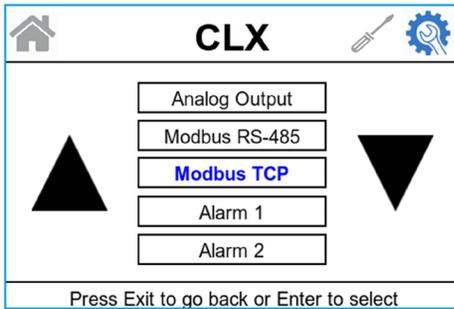 CLX
Analog Output
Modbus RS-485
Modbus TCP
Alarm 1
Alarm 2
Press Exit to go back or Enter to select